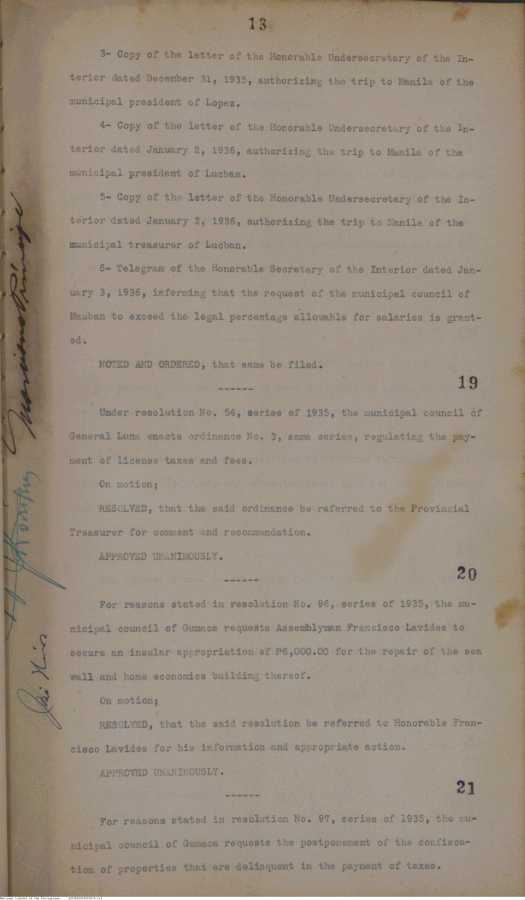 13
3- Copy of the letter of the Honorable Undersecretary of the In-
terior dated December 31, 1935, authorizing the trip to Manila of the
municipal president of Lopez.
4- Copy of the letter of the Honorable Undersecretary of the In-
terior dated January 2, 1936, authorizing the trip to Manila of the
municipal president of Lucban.
5- Copy of the letter of the Honorable Undersecretary of the In-
terior dated January 2, 1936, authorizing the trip to Manila of the
municipal treasurer of Lucban.
6- Telegram of the Honorable Secretary of the Interior dated Jan-
uary 3, 1936, informing that the request of the municipal council of
Mauban to exceed the legal percentage allowable for salaries is grant-
ed.
NOTED AND ORDERED, that same be filed.
------
19
Under resolution No. 56, series of 1935, the municipal council of
General Luna enacts ordinance No. 3, same series, regulating the pay-
ment of license taxes and fees.
On motion;
RESOLVED, that the said ordinance be referred to the Provincial
Treasurer for comment and recommendation.
APPROVED UNANIMOUSLY.
------
20
For reasons stated in resolution No. 96, series of 1935, the mu-
nicipal council of Gumaca requests Assemblyman Francisco Lavides to
secure an insular appropriation of P6,000.00 for the repair of the sea
wall and home economics building thereof.
On motion;
RESOLVED, that the said resolution be referred to Honorable Fran-
cisco Lavides for his information and appropriate action.
APPROVED UNANIMOUSLY.
------
21
For reasons stated in resolution No. 97, series of 1935, the mu-
nicipal council of Gumaca requests the postponement of the confisca-
tion of properties that are delinquent in the payment of taxes.